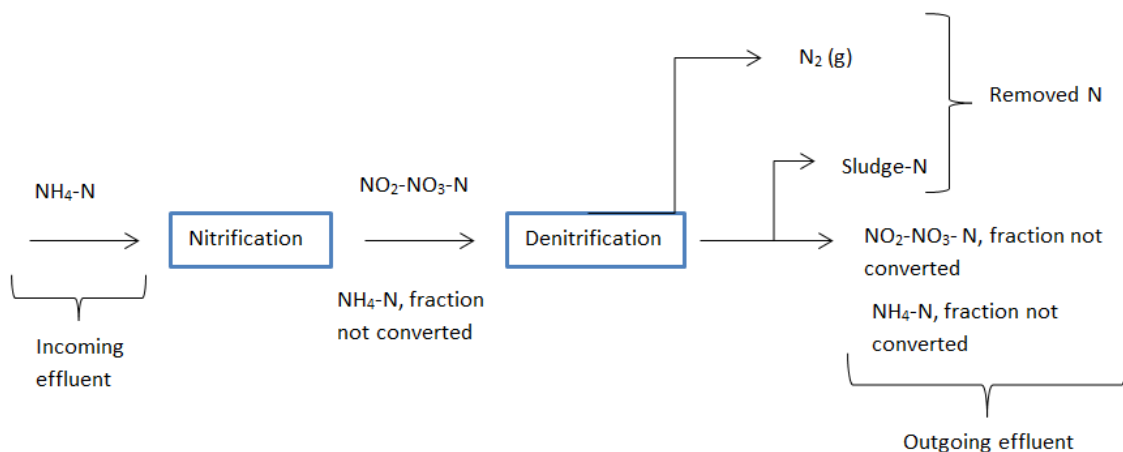 N₂ (g)
Removed N
Sludge-N
NH₄-N
NO₂-NO₃-N
Nitrification
Denitrification
NO₂-NO₃- N, fraction not
converted
NH₄-N, fraction
not converted
NH₄-N, fraction not
converted
Incoming
effluent
Outgoing effluent